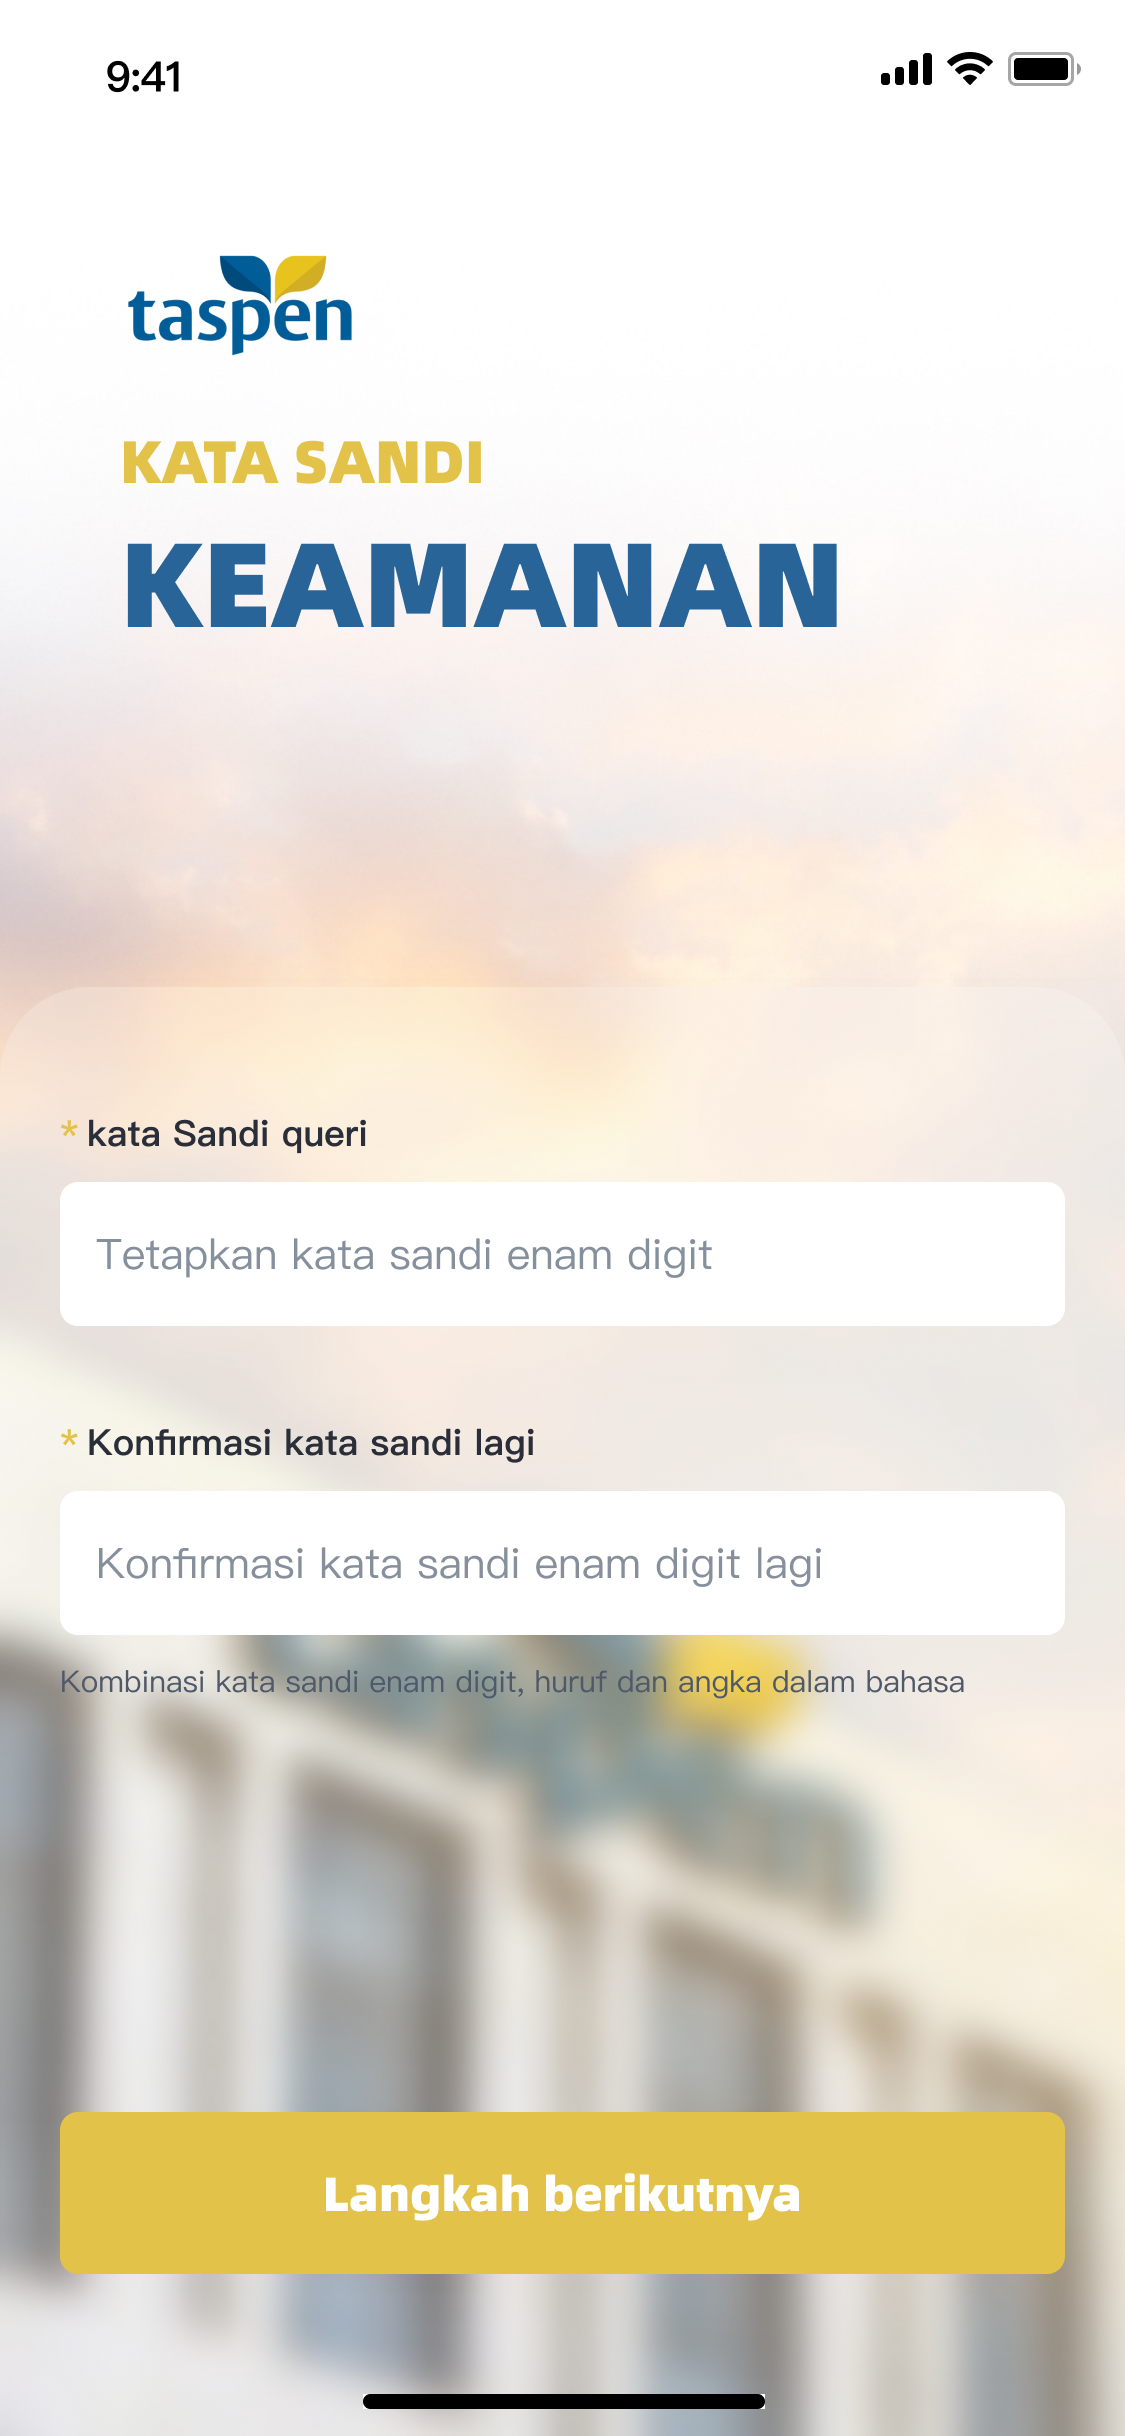 9:41
taspen
KATA SANDI
KEAMANAN
* kata Sandi queri
Tetapkan kata sandi enam digit
* Konfirmasi kata sandi lagi
Konfirmasi kata sandi enam digit lagi
Kombinasi kata sandi enam digit, huruf dan angka dalam bahasa
Langkah berikutnya